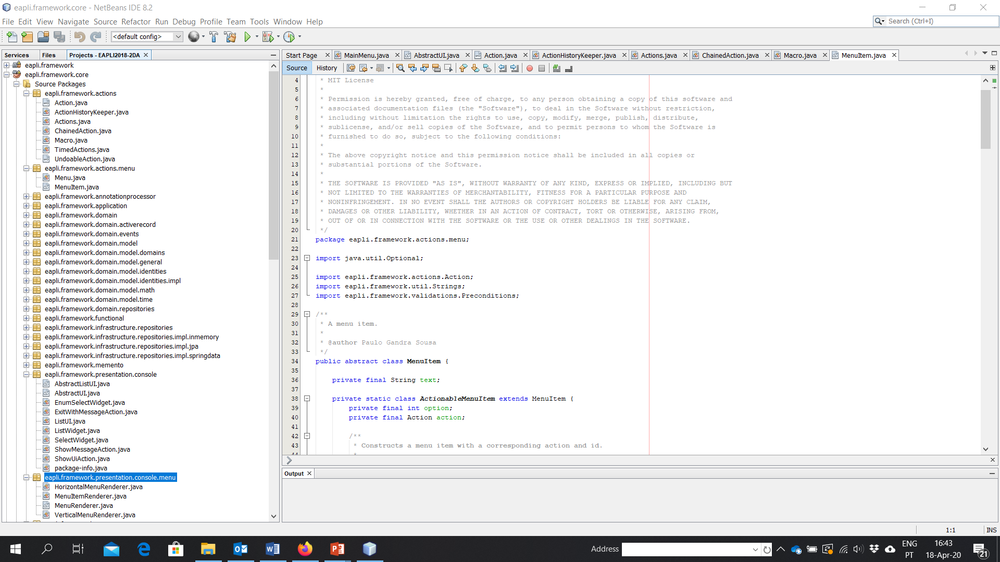 eapli.framework.core - NetBeans IDE 8.2
File Edit View Navigate Source Refactor Run Debug Profile Team Tools Window Help
Search (Ctrl+I)
<default config>
Services Files Projects - EAPLI2018-2DA
eapli.framework
eapli.framework.core
Source Packages
eapli.framework.actions
Action.java
ActionHistoryKeeper.java
Actions.java
ChainedAction.java
Macro.java
TimedActions.java
UndoableAction.java
eapli.framework.actions.menu
Menu.java
MenuItem.java
eapli.framework.annotationprocessor
eapli.framework.application
eapli.framework.domain
eapli.framework.domain.activerecord
eapli.framework.domain.events
eapli.framework.domain.model
eapli.framework.domain.model.domains
eapli.framework.domain.model.general
eapli.framework.domain.model.identities
eapli.framework.domain.model.identities.impl
eapli.framework.domain.model.math
eapli.framework.domain.model.time
eapli.framework.domain.repositories
eapli.framework.functional
eapli.framework.infrastructure.repositories
eapli.framework.infrastructure.repositories.impl.inmemory
eapli.framework.infrastructure.repositories.impl.jpa
eapli.framework.infrastructure.repositories.impl.springdata
eapli.framework.memento
eapli.framework.presentation.console
AbstractListUI.java
AbstractUI.java
EnumSelectWidget.java
ExitWithMessageAction.java
ListUI.java
ListWidget.java
SelectWidget.java
ShowMessageAction.java
ShowUiAction.java
package-info.java
eapli.framework.presentation.console.menu
HorizontalMenuRenderer.java
MenuItemRenderer.java
MenuRenderer.java
VerticalMenuRenderer.java
Start Page MainMenu.java AbstractUI.java Action.java ActionHistoryKeeper.java Actions.java ChainedAction.java Macro.java MenuItem.java
Source History
4 * MIT License
5 *
6 * Permission is hereby granted, free of charge, to any person obtaining a copy of this software and
7 * associated documentation files (the "Software"), to deal in the Software without restriction,
8 * including without limitation the rights to use, copy, modify, merge, publish, distribute,
9 * sublicense, and/or sell copies of the Software, and to permit persons to whom the Software is
10 * furnished to do so, subject to the following conditions:
11 *
12 * The above copyright notice and this permission notice shall be included in all copies or
13 * substantial portions of the Software.
14 *
15 * THE SOFTWARE IS PROVIDED "AS IS", WITHOUT WARRANTY OF ANY KIND, EXPRESS OR IMPLIED, INCLUDING BUT
16 * NOT LIMITED TO THE WARRANTIES OF MERCHANTABILITY, FITNESS FOR A PARTICULAR PURPOSE AND
17 * NONINFRINGEMENT. IN NO EVENT SHALL THE AUTHORS OR COPYRIGHT HOLDERS BE LIABLE FOR ANY CLAIM,
18 * DAMAGES OR OTHER LIABILITY, WHETHER IN AN ACTION OF CONTRACT, TORT OR OTHERWISE, ARISING FROM,
19 * OUT OF OR IN CONNECTION WITH THE SOFTWARE OR THE USE OR OTHER DEALINGS IN THE SOFTWARE.
20 */
21 package eapli.framework.actions.menu;
22
23 import java.util.Optional;
24
25 import eapli.framework.actions.Action;
26 import eapli.framework.util.Strings;
27 import eapli.framework.validations.Preconditions;
28
29 /**
30 * A menu item.
31 *
32 * @author Paulo Gandra Sousa
33 */
34 public abstract class MenuItem {
35
36 private final String text;
37
38 private static class ActionableMenuItem extends MenuItem {
39 private final int option;
40 private final Action action;
41
42 /**
43 * Constructs a menu item with a corresponding action and id.
44 *
Output
1:1 INS
Address
ENG
PT
16:43
18-Apr-20
21